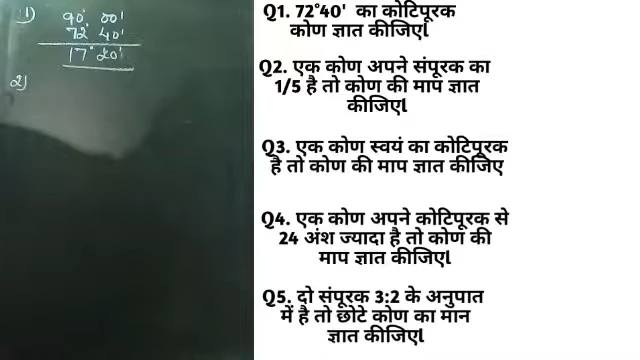 1) 90° 00'
72° 40'
17° 20'
2)
Q1. 72°40' का कोटिपूरक
कोण ज्ञात कीजिए
Q2. एक कोण अपने संपूरक का
1/5 है तो कोण की माप ज्ञात
कीजिए
Q3. एक कोण स्वयं का कोटिपूरक
है तो कोण की माप ज्ञात कीजिए
Q4. एक कोण अपने कोटिपूरक से
24 अंश ज्यादा है तो कोण की
माप ज्ञात कीजिए
Q5. दो संपूरक 3:2 के अनुपात
में है तो छोटे कोण का मान
ज्ञात कीजिए